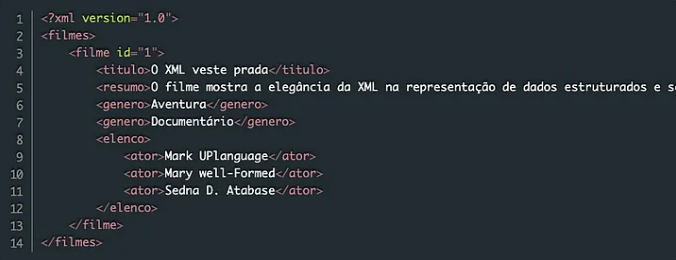 1 <?xml version="1.0">
2 <filmes>
3 <filme id="1">
4 <titulo>O XML veste prada</titulo>
5 <resumo>O filme mostra a elegância da XML na representação de dados estruturados e s
6 <genero>Aventura</genero>
7 <genero>Documentário</genero>
8 <elenco>
9 <ator>Mark UPlanguage</ator>
10 <ator>Mary well-Formed</ator>
11 <ator>Sedna D. Atabase</ator>
12 </elenco>
13 </filme>
14 </filmes>